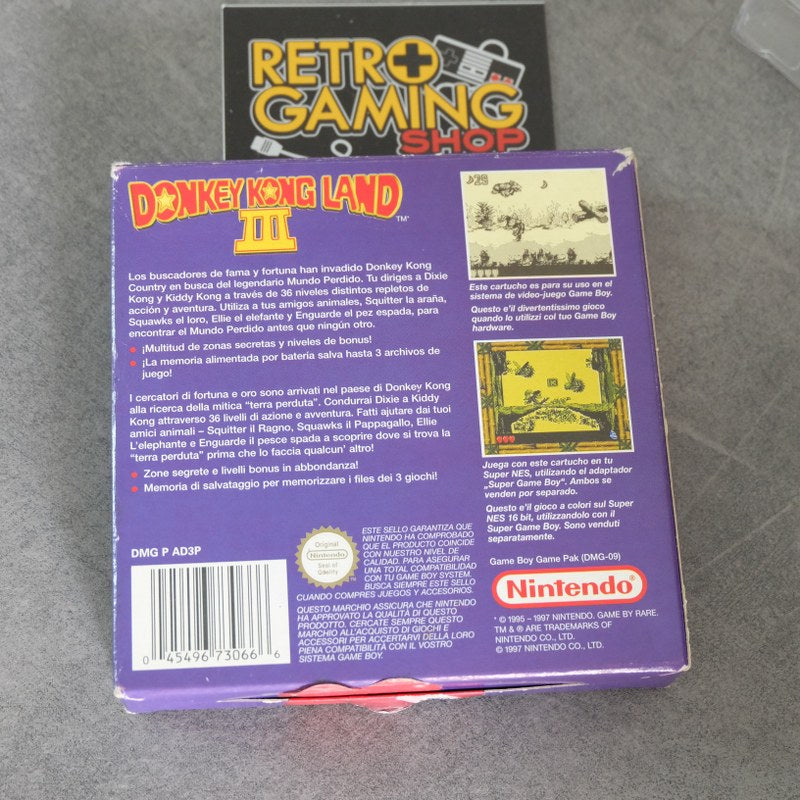 RETRO
GAMING
SHOP
DONKEY KONG LAND
III
TM*
Los buscadores de fama y fortuna han invadido Donkey Kong
Country en busca del legendario Mundo Perdido. Tu diriges a Dixie
Kong y Kiddy Kong a través de 36 niveles distintos repletos de
acción y aventura. Utiliza a tus amigos animales, Squitter la araña,
Squawks el loro, Ellie el elefante y Enguarde el pez espada, para
encontrar el Mundo Perdido antes que ningún otro.
¡Multitud de zonas secretas y niveles de bonus!
¡La memoria alimentada por batería salva hasta 3 archivos de
juego!
I cercatori di fortuna e oro sono arrivati nel paese di Donkey Kong
alla ricerca della mitica “terra perduta”. Condurrai Dixie e Kiddy
Kong attraverso 36 livelli di azione e avventura. Fatti ajutare dai tuoi
amici animali – Squitter il Ragno, Squawks il Pappagallo, Ellie
L'elephante e Enguarde il pesce spada a scoprire dove si trova la
“terra perduta” prima che lo faccia qualcun' altro!
Zone segrete e livelli bonus in abbondanza!
Memoria di salvataggio per memorizzare i files dei 3 giochi!
29
Este cartucho es para su uso en el
sistema de video-juego Game Boy.
Questo e'il divertentissimo gioco
quando lo utilizzi col tuo Game Boy
hardware.
Juega con este cartucho en tu
Super NES, utilizando el adaptador
„Super Game Boy“. Ambos se
venden por separado.
Questo e'il gioco a colori sul Super
NES 16 bit, utilizzandolo con il
Super Game Boy. Sono venduti
separatamente.
DMG P AD3P
0 45496 73066 6
Original
Nintendo
Seal of
Quality
ESTE SELLO GARANTIZA QUE
NINTENDO HA COMPROBADO
QUE EL PRODUCTO COINCIDE
CON NUESTRO NIVEL DE
CALIDAD. PARA ASEGURAR
UNA TOTAL COMPATIBILIDAD
CON TU GAME BOY SYSTEM,
BUSCA SIEMPRE ESTE SELLO
CUANDO COMPRES JUEGOS Y ACCESORIOS.
QUESTO MARCHIO ASSICURA CHE NINTENDO
HA APPROVATO LA QUALITÀ DI QUESTO
PRODOTTO. CERCATE SEMPRE QUESTO
MARCHIO ALL'ACQUISTO DI GIOCHI E
ACCESSORI PER ACCERTARVI DELLA LORO
PIENA COMPATIBILITÀ CON IL VOSTRO
SISTEMA GAME BOY.
Game Boy Game Pak (DMG-09)
Nintendo®
* © 1995 – 1997 NINTENDO. GAME BY RARE.
TM & ® ARE TRADEMARKS OF
NINTENDO CO., LTD.
© 1997 NINTENDO CO., LTD.